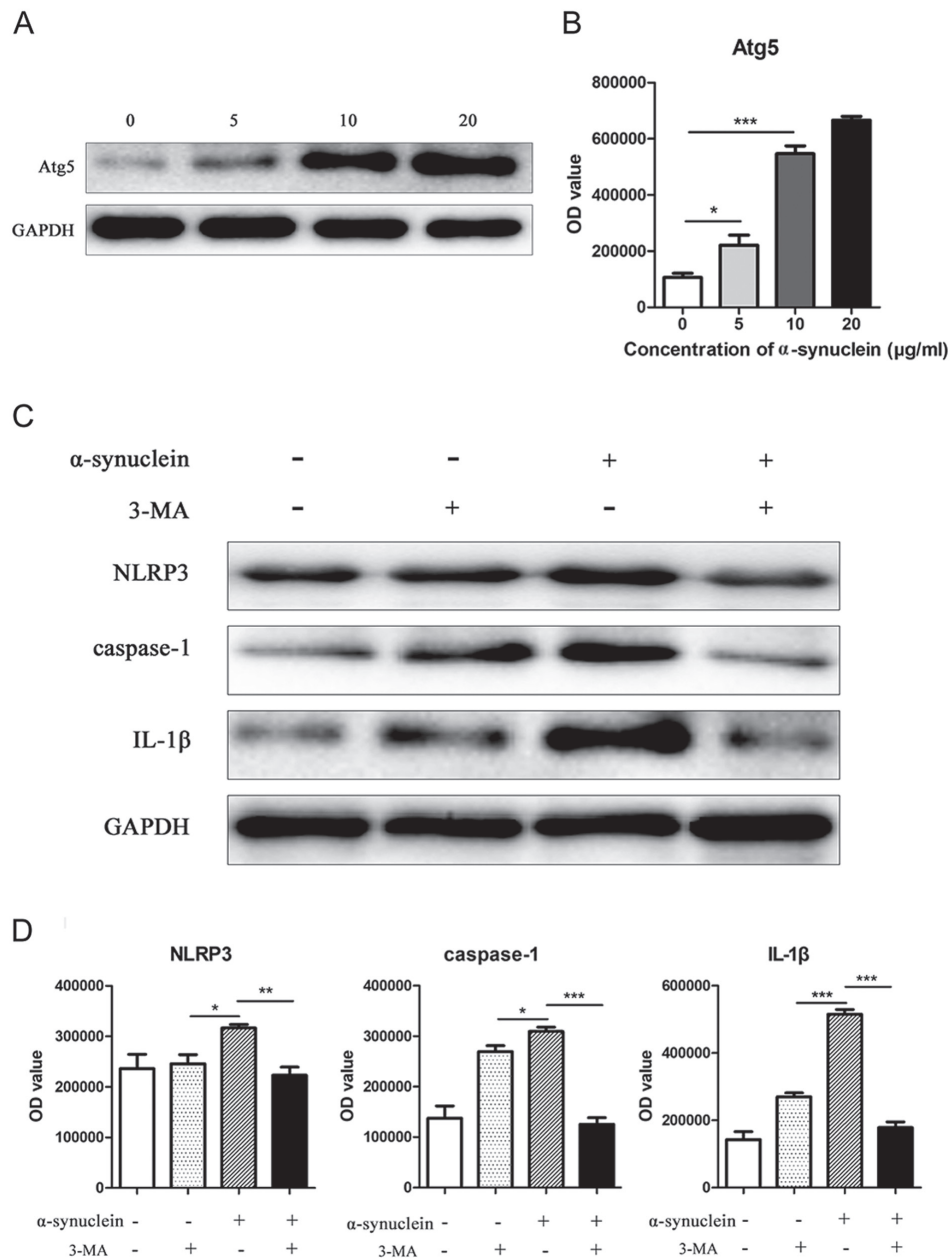 A
0 5 10 20
Atg5
GAPDH
B
Atg5
800000
600000
400000
200000
0
OD value
***
*
0 5 10 20
Concentration of α-synuclein (μg/ml)
C
α-synuclein - - + +
3-MA - + - +
NLRP3
caspase-1
IL-1β
GAPDH
D
NLRP3
400000
300000
200000
100000
0
OD value
*
**
α-synuclein - - + +
3-MA - + - +
caspase-1
400000
300000
200000
100000
0
OD value
*
***
α-synuclein - - + +
3-MA - + - +
IL-1β
600000
400000
200000
0
OD value
***
***
α-synuclein - - + +
3-MA - + - +